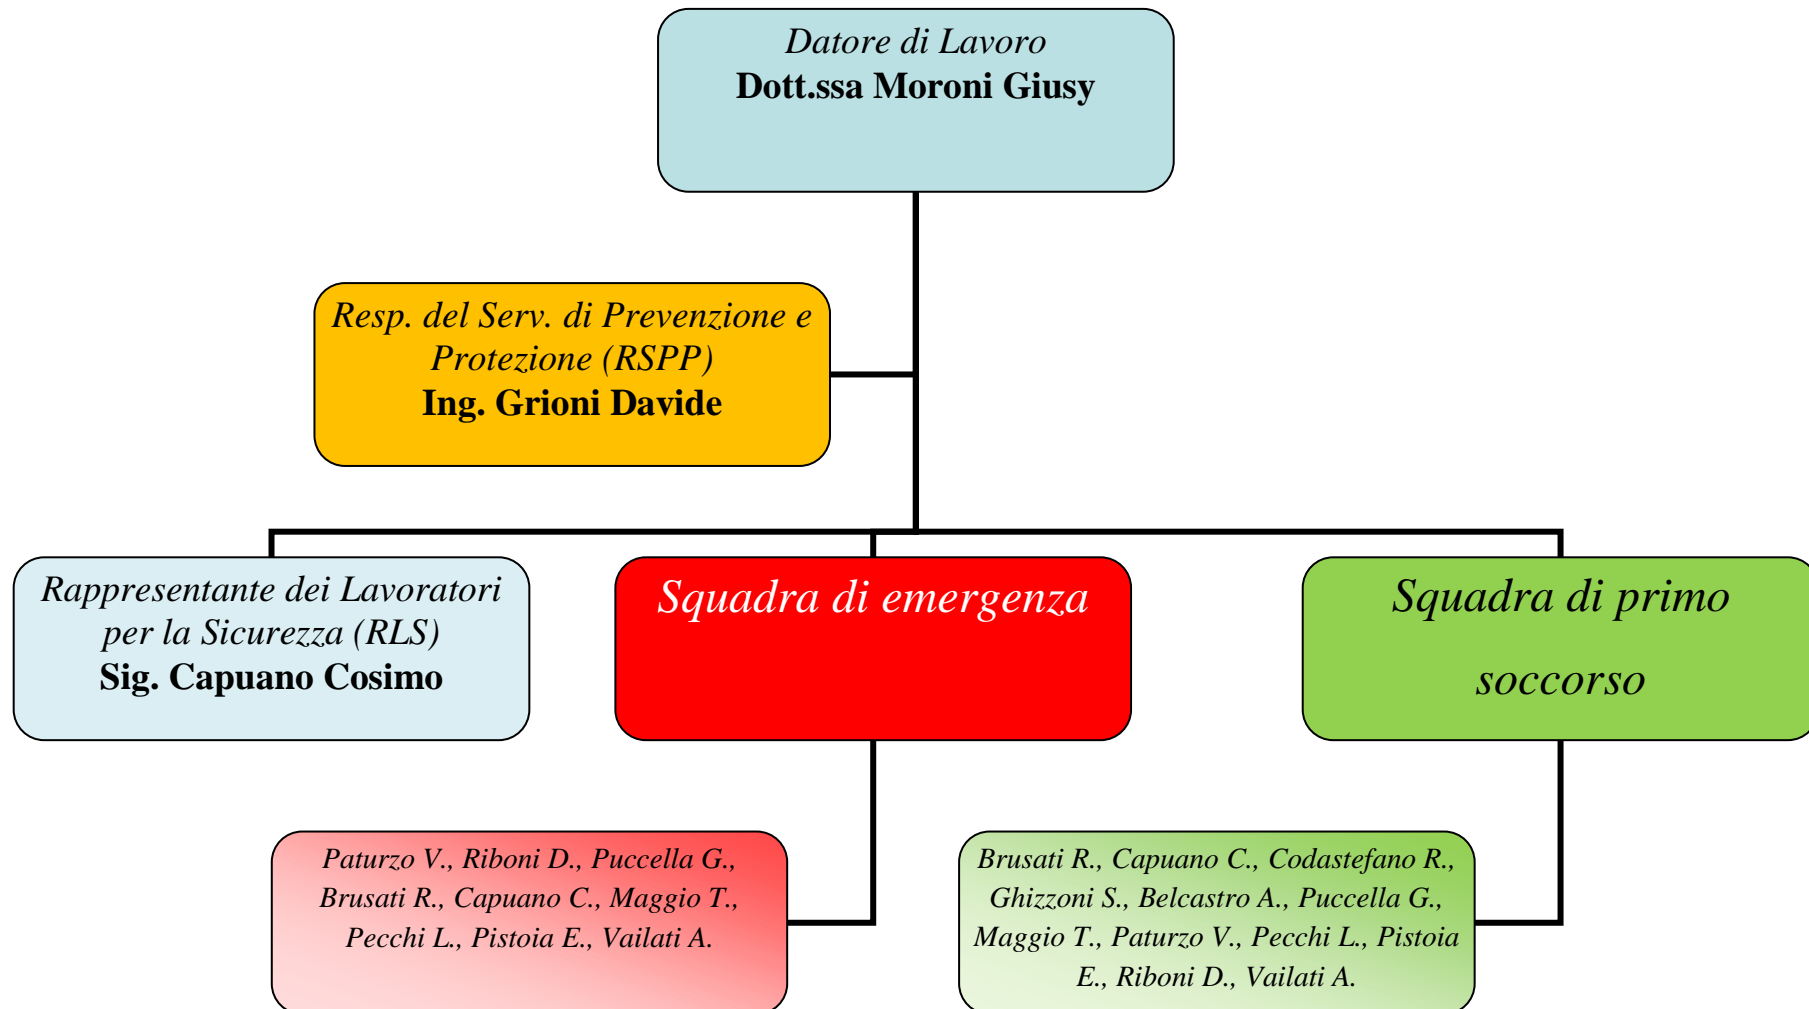 Datore di Lavoro
Dott.ssa Moroni Giusy
Resp. del Serv. di Prevenzione e
Protezione (RSPP)
Ing. Grioni Davide
Rappresentante dei Lavoratori
per la Sicurezza (RLS)
Sig. Capuano Cosimo
Squadra di emergenza
Squadra di primo
soccorso
Paturzo V., Riboni D., Puccella G.,
Brusati R., Capuano C., Maggio T.,
Pecchi L., Pistoia E., Vailati A.
Brusati R., Capuano C., Codastefano R.,
Ghizzoni S., Belcastro A., Puccella G.,
Maggio T., Paturzo V., Pecchi L., Pistoia
E., Riboni D., Vailati A.